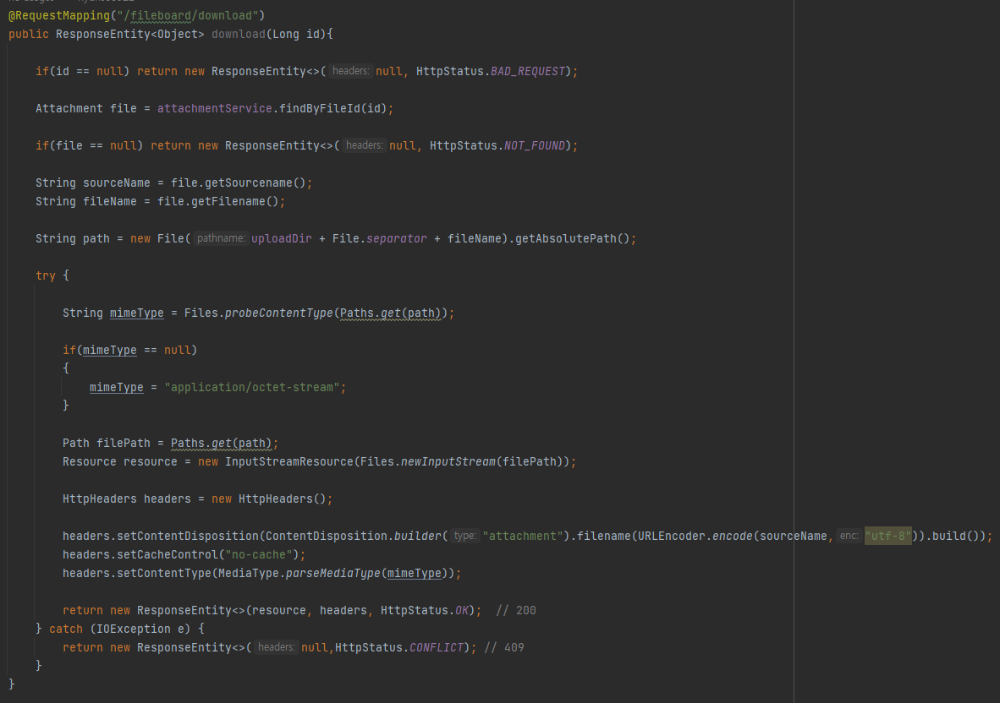 @RequestMapping("/fileboard/download")
public ResponseEntity<Object> download(Long id){
if(id == null) return new ResponseEntity<>( headers: null, HttpStatus.BAD_REQUEST);
Attachment file = attachmentService.findByFileId(id);
if(file == null) return new ResponseEntity<>( headers: null, HttpStatus.NOT_FOUND);
String sourceName = file.getSourcename();
String fileName = file.getFilename();
String path = new File( pathname: uploadDir + File.separator + fileName).getAbsolutePath();
try {
String mimeType = Files.probeContentType(Paths.get(path));
if(mimeType == null)
{
mimeType = "application/octet-stream";
}
Path filePath = Paths.get(path);
Resource resource = new InputStreamResource(Files.newInputStream(filePath));
HttpHeaders headers = new HttpHeaders();
headers.setContentDisposition(ContentDisposition.builder( type: "attachment").filename(URLEncoder.encode(sourceName, enc: "utf-8")).build());
headers.setCacheControl("no-cache");
headers.setContentType(MediaType.parseMediaType(mimeType));
return new ResponseEntity<>(resource, headers, HttpStatus.OK); // 200
} catch (IOException e) {
return new ResponseEntity<>( headers: null,HttpStatus.CONFLICT); // 409
}
}